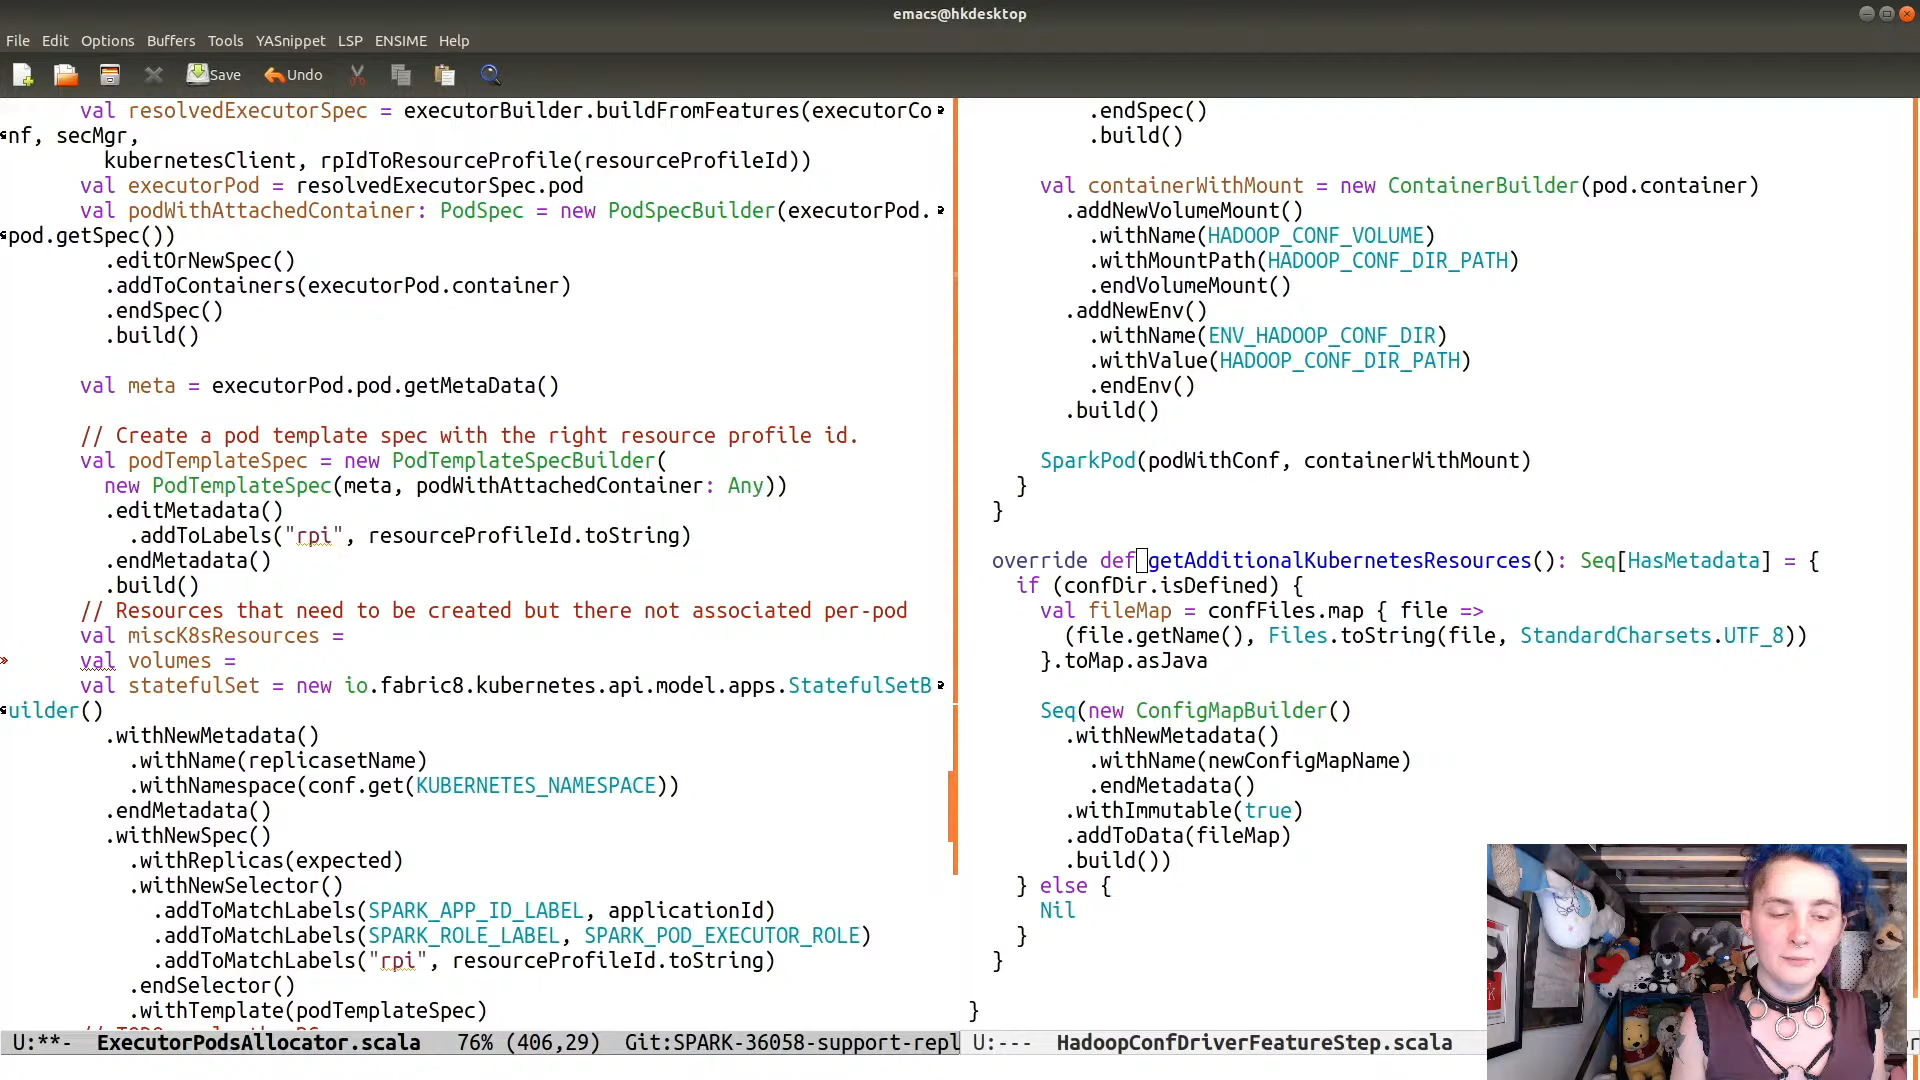 emacs@hkdesktop
File Edit Options Buffers Tools YASnippet LSP ENSIME Help
Save Undo
val resolvedExecutorSpec = executorBuilder.buildFromFeatures(executorCo
nf, secMgr,
kubernetesClient, rpIdToResourceProfile(resourceProfileId))
val executorPod = resolvedExecutorSpec.pod
val podWithAttachedContainer: PodSpec = new PodSpecBuilder(executorPod.
pod.getSpec())
.editOrNewSpec()
.addToContainers(executorPod.container)
.endSpec()
.build()
val meta = executorPod.pod.getMetaData()
// Create a pod template spec with the right resource profile id.
val podTemplateSpec = new PodTemplateSpecBuilder(
new PodTemplateSpec(meta, podWithAttachedContainer: Any))
.editMetadata()
.addToLabels("rpi", resourceProfileId.toString)
.endMetadata()
.build()
// Resources that need to be created but there not associated per-pod
val miscK8sResources =
val volumes =
val statefulSet = new io.fabric8.kubernetes.api.model.apps.StatefulSetB
uilder()
.withNewMetadata()
.withName(replicasetName)
.withNamespace(conf.get(KUBERNETES_NAMESPACE))
.endMetadata()
.withNewSpec()
.withReplicas(expected)
.withNewSelector()
.addToMatchLabels(SPARK_APP_ID_LABEL, applicationId)
.addToMatchLabels(SPARK_ROLE_LABEL, SPARK_POD_EXECUTOR_ROLE)
.addToMatchLabels("rpi", resourceProfileId.toString)
.endSelector()
.withTemplate(podTemplateSpec)
U:**- ExecutorPodsAllocator.scala 76% (406,29) Git:SPARK-36058-support-repl
.endSpec()
.build()
val containerWithMount = new ContainerBuilder(pod.container)
.addNewVolumeMount()
.withName(HADOOP_CONF_VOLUME)
.withMountPath(HADOOP_CONF_DIR_PATH)
.endVolumeMount()
.addNewEnv()
.withName(ENV_HADOOP_CONF_DIR)
.withValue(HADOOP_CONF_DIR_PATH)
.endEnv()
.build()
SparkPod(podWithConf, containerWithMount)
}
}
override def getAdditionalKubernetesResources(): Seq[HasMetadata] = {
if (confDir.isDefined) {
val fileMap = confFiles.map { file =>
(file.getName(), Files.toString(file, StandardCharsets.UTF_8))
}.toMap.asJava
Seq(new ConfigMapBuilder()
.withNewMetadata()
.withName(newConfigMapName)
.endMetadata()
.withImmutable(true)
.addToData(fileMap)
.build())
} else {
Nil
}
}
}
U:--- HadoopConfDriverFeatureStep.scala